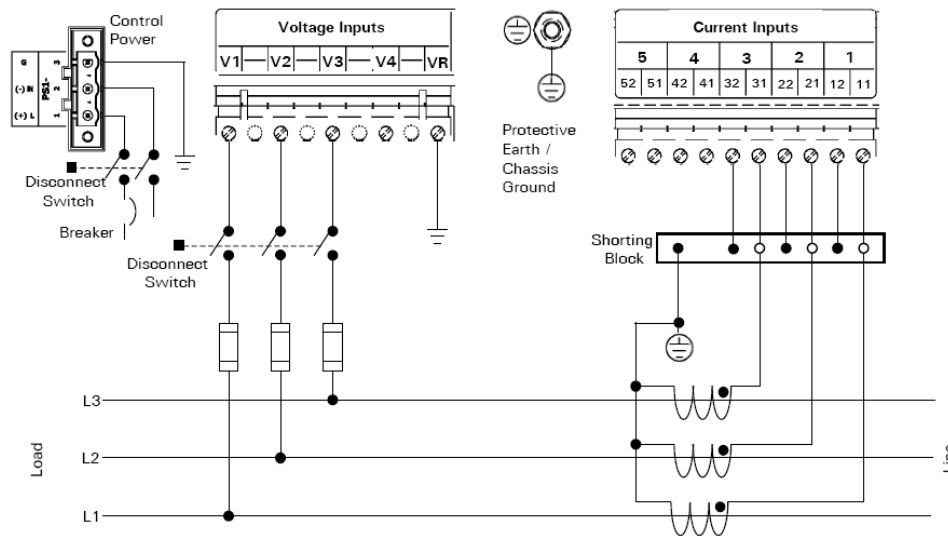 Control
Power
G 3
(-) IN 2
(+) L 1
PS1-
Disconnect
Switch
Breaker
Voltage Inputs
V1 V2 V3 V4 VR
Disconnect
Switch
Protective
Earth /
Chassis
Ground
Current Inputs
5 4 3 2 1
52 51 42 41 32 31 22 21 12 11
Shorting
Block
L3
L2
L1
Load
Line